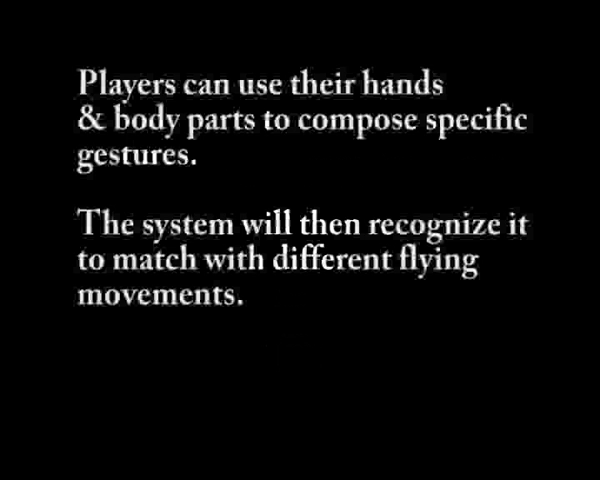 Players can use their hands
& body parts to compose specific
gestures.
The system will then recognize it
to match with different flying
movements.